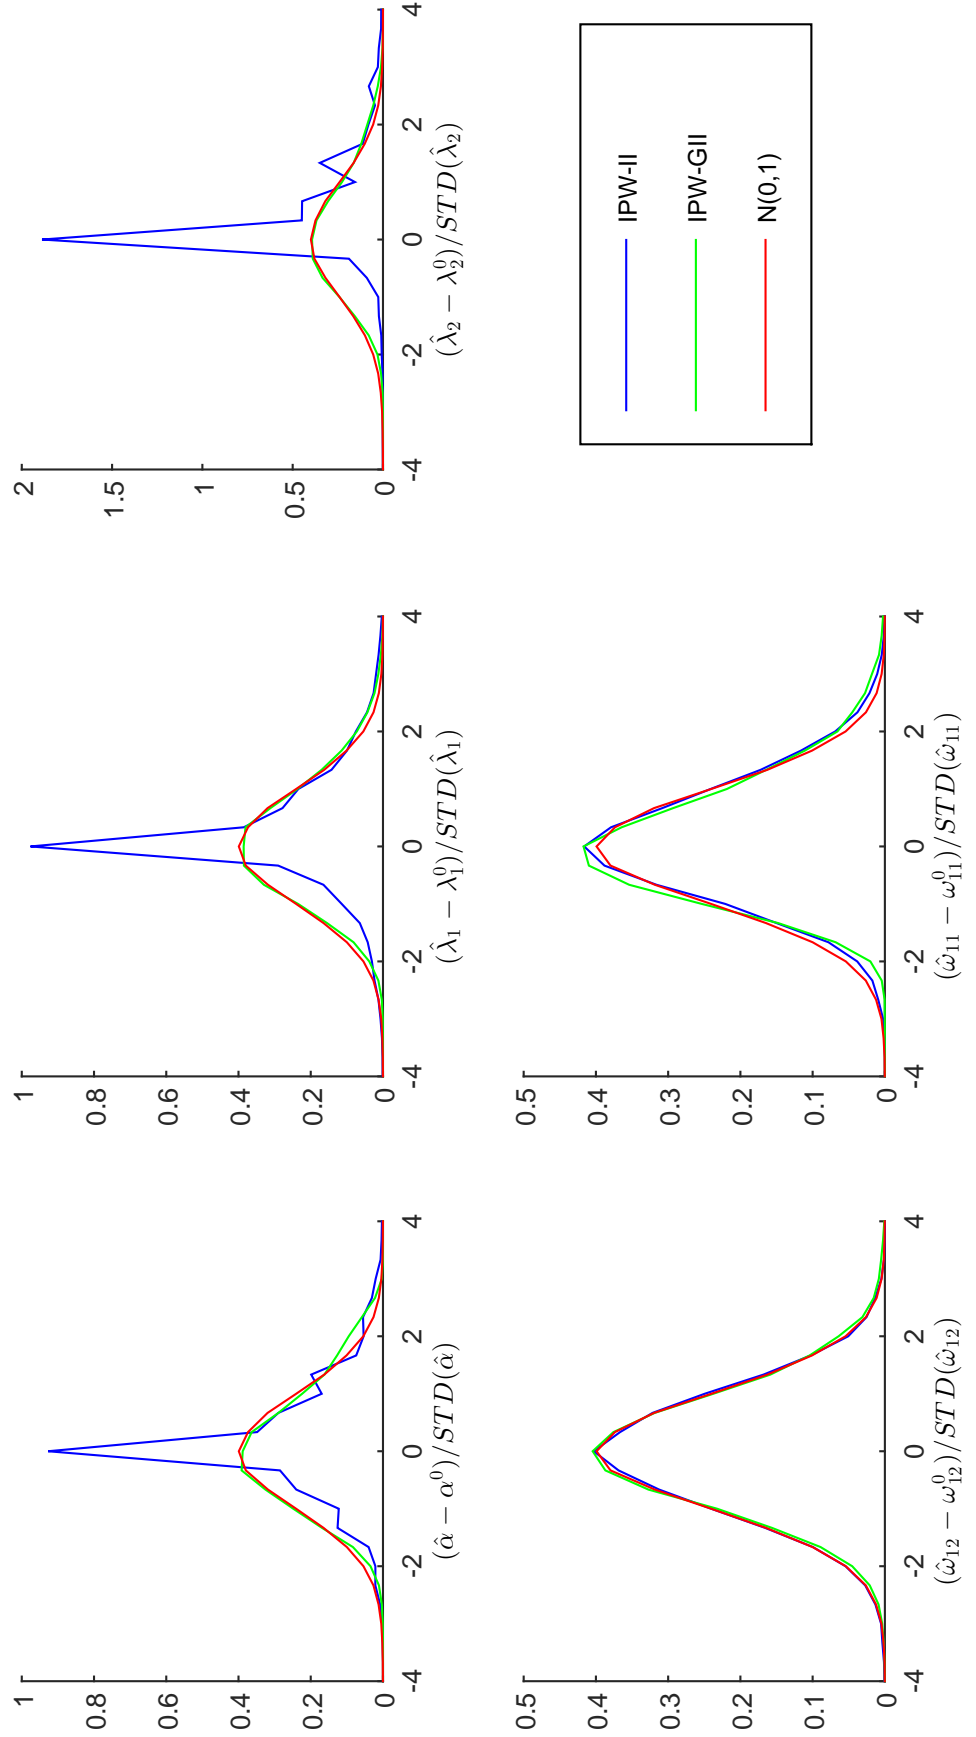 1
0.8
0.6
0.4
0.2
0
-4 -2 0 2 4
(α̂ − α⁰)/STD(α̂)
1
0.8
0.6
0.4
0.2
0
-4 -2 0 2 4
(λ̂₁ − λ₁⁰)/STD(λ̂₁)
2
1.5
1
0.5
0
-4 -2 0 2 4
(λ̂₂ − λ₂⁰)/STD(λ̂₂)
0.5
0.4
0.3
0.2
0.1
0
-4 -2 0 2 4
(ω̂₁₂ − ω₁₂⁰)/STD(ω̂₁₂)
0.5
0.4
0.3
0.2
0.1
0
-4 -2 0 2 4
(ω̂₁₁ − ω₁₁⁰)/STD(ω̂₁₁)
IPW-II
IPW-GII
N(0,1)